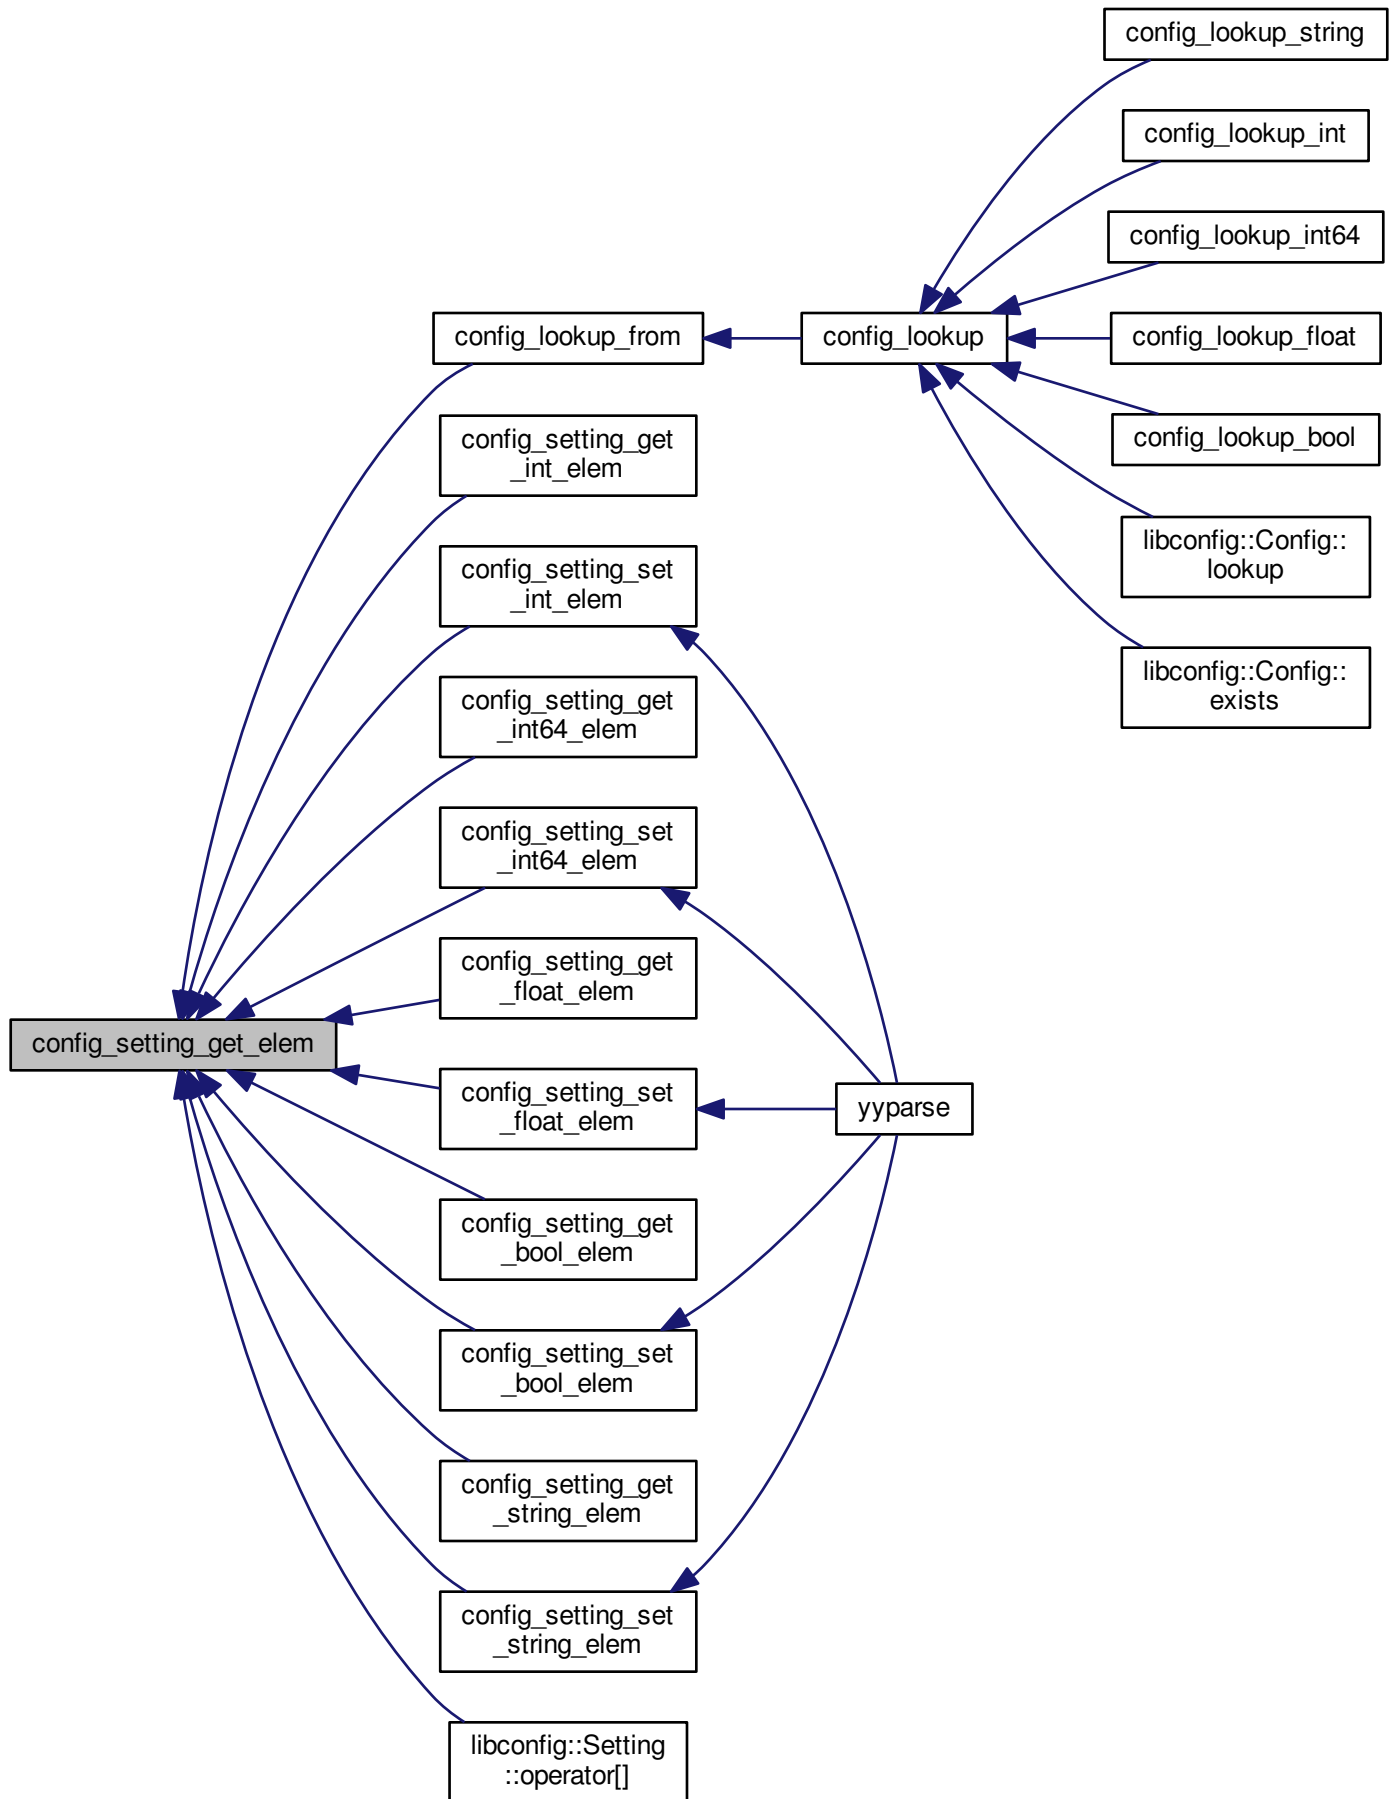 config_lookup_string
config_lookup_int
config_lookup_int64
config_lookup_from
config_lookup
config_lookup_float
config_setting_get
_int_elem
config_lookup_bool
libconfig::Config::
lookup
config_setting_set
_int_elem
libconfig::Config::
exists
config_setting_get
_int64_elem
config_setting_set
_int64_elem
config_setting_get
_float_elem
config_setting_get_elem
config_setting_set
_float_elem
yyparse
config_setting_get
_bool_elem
config_setting_set
_bool_elem
config_setting_get
_string_elem
config_setting_set
_string_elem
libconfig::Setting
::operator[]